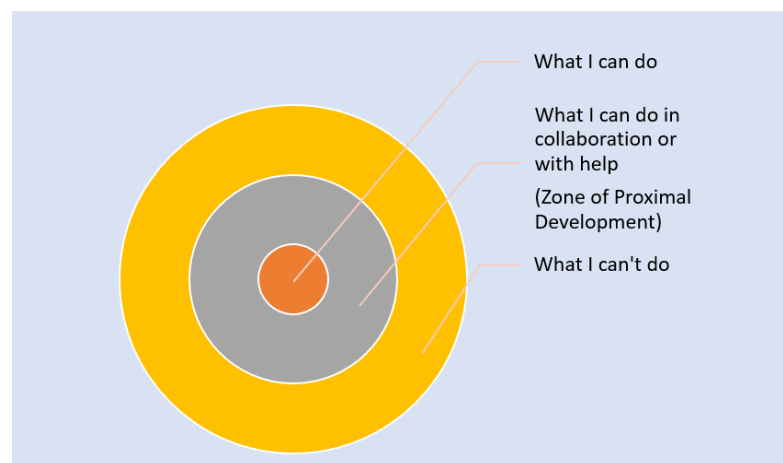 What I can do
What I can do in
collaboration or
with help
(Zone of Proximal
Development)
What I can't do